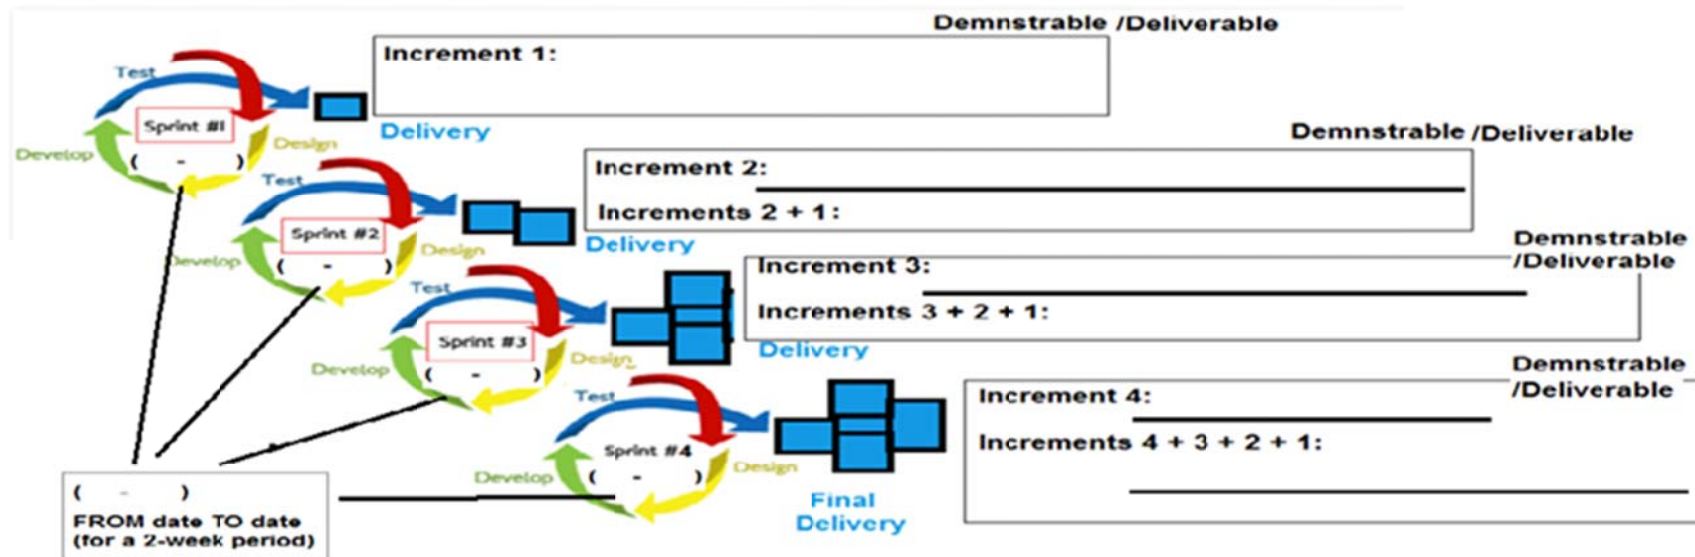 Demnstrable /Deliverable
Increment 1:
Test
Sprint #1
Design
Develop
( - )
Delivery
Demnstrable /Deliverable
Increment 2:
Increments 2 + 1:
Test
Sprint #2
Design
Develop
( - )
Delivery
Demnstrable
/Deliverable
Increment 3:
Increments 3 + 2 + 1:
Test
Sprint #3
Design
Develop
( - )
Delivery
Demnstrable
/Deliverable
Increment 4:
Increments 4 + 3 + 2 + 1:
Test
Sprint #4
Design
Develop
( - )
Final
Delivery
( - )
FROM date TO date
(for a 2-week period)